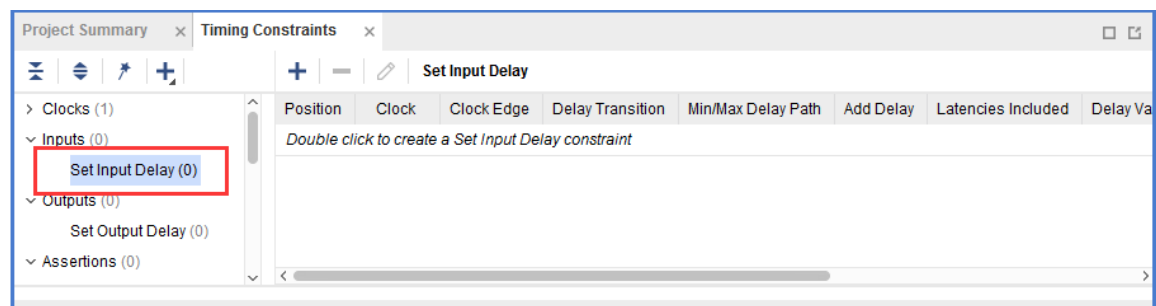 Project Summary × Timing Constraints ×
Set Input Delay
> Clocks (1)
Position Clock Clock Edge Delay Transition Min/Max Delay Path Add Delay Latencies Included Delay Va
Inputs (0)
Double click to create a Set Input Delay constraint
Set Input Delay (0)
Outputs (0)
Set Output Delay (0)
Assertions (0)